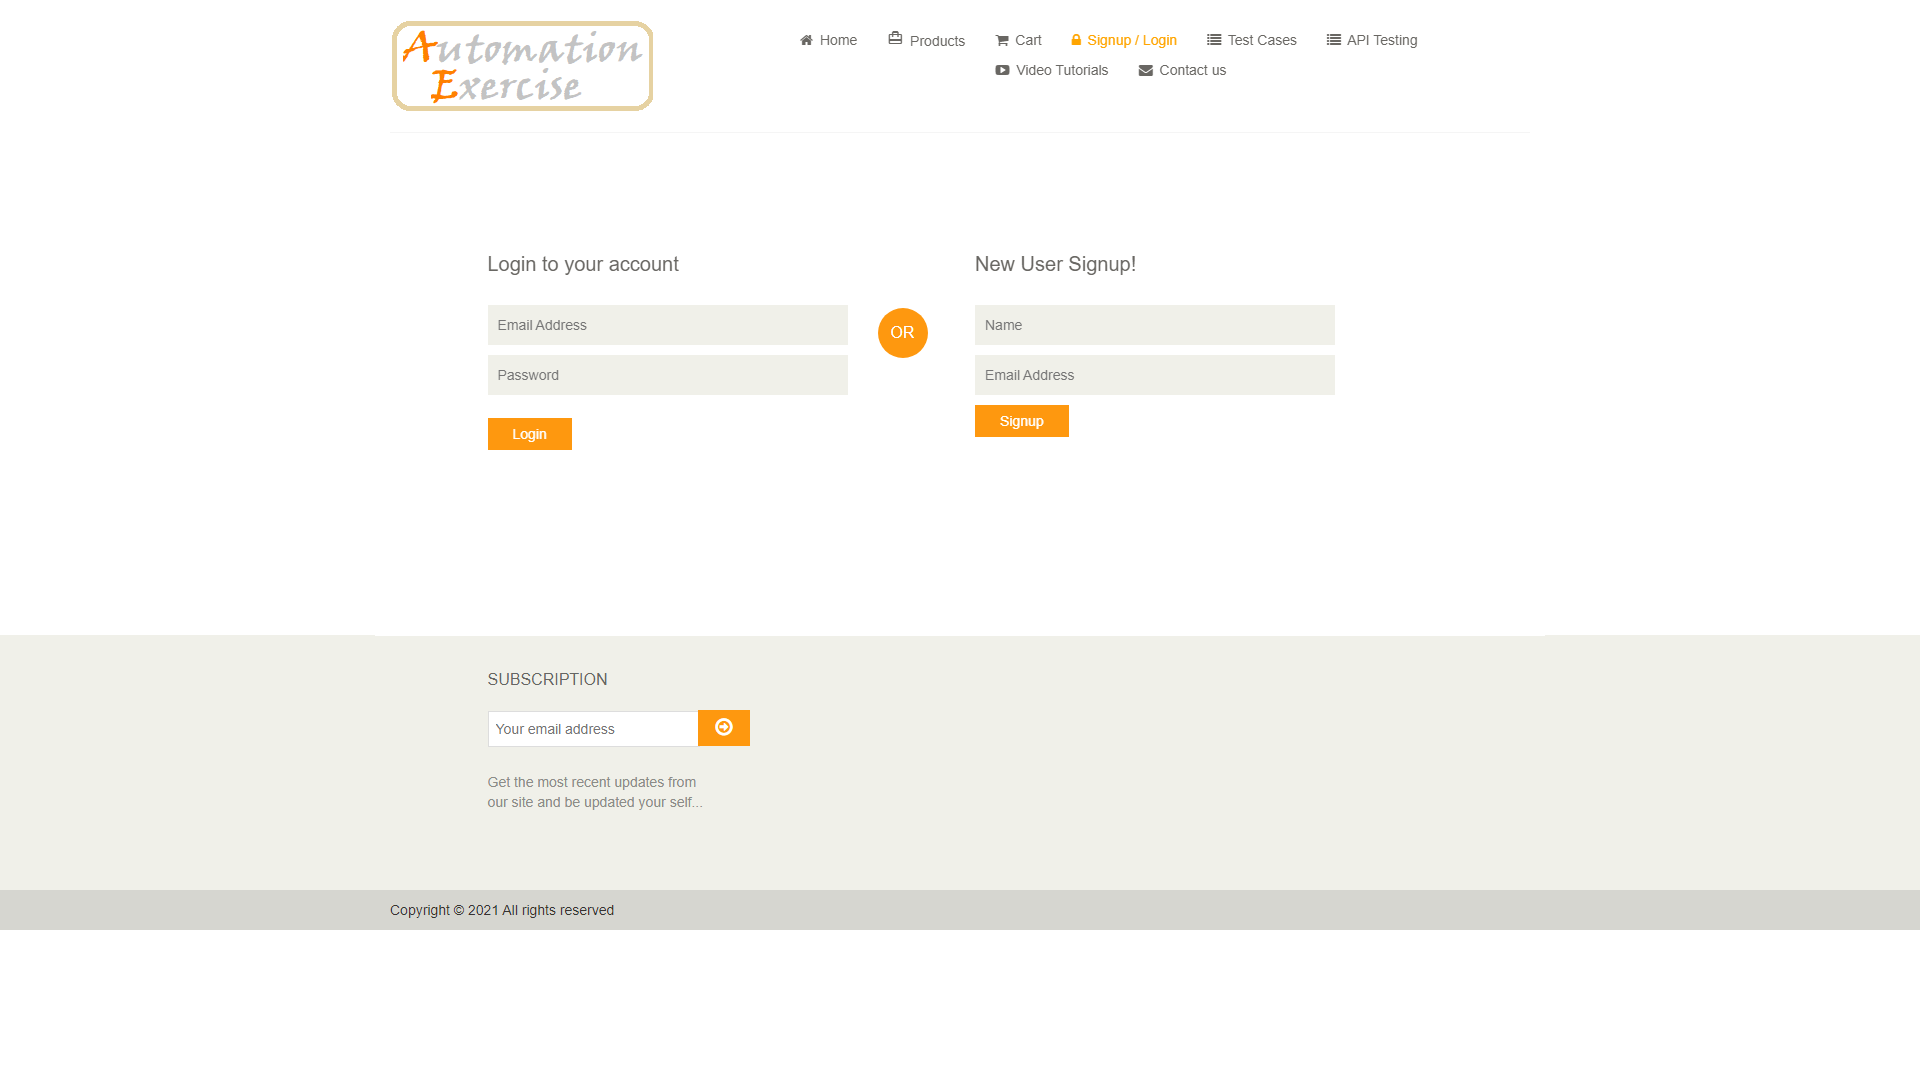 Automation
Exercise
Home
Products
Cart
Signup / Login
Test Cases
API Testing
Video Tutorials
Contact us
Login to your account
Email Address
Password
Login
OR
New User Signup!
Name
Email Address
Signup
SUBSCRIPTION
Your email address
Get the most recent updates from
our site and be updated your self...
Copyright © 2021 All rights reserved